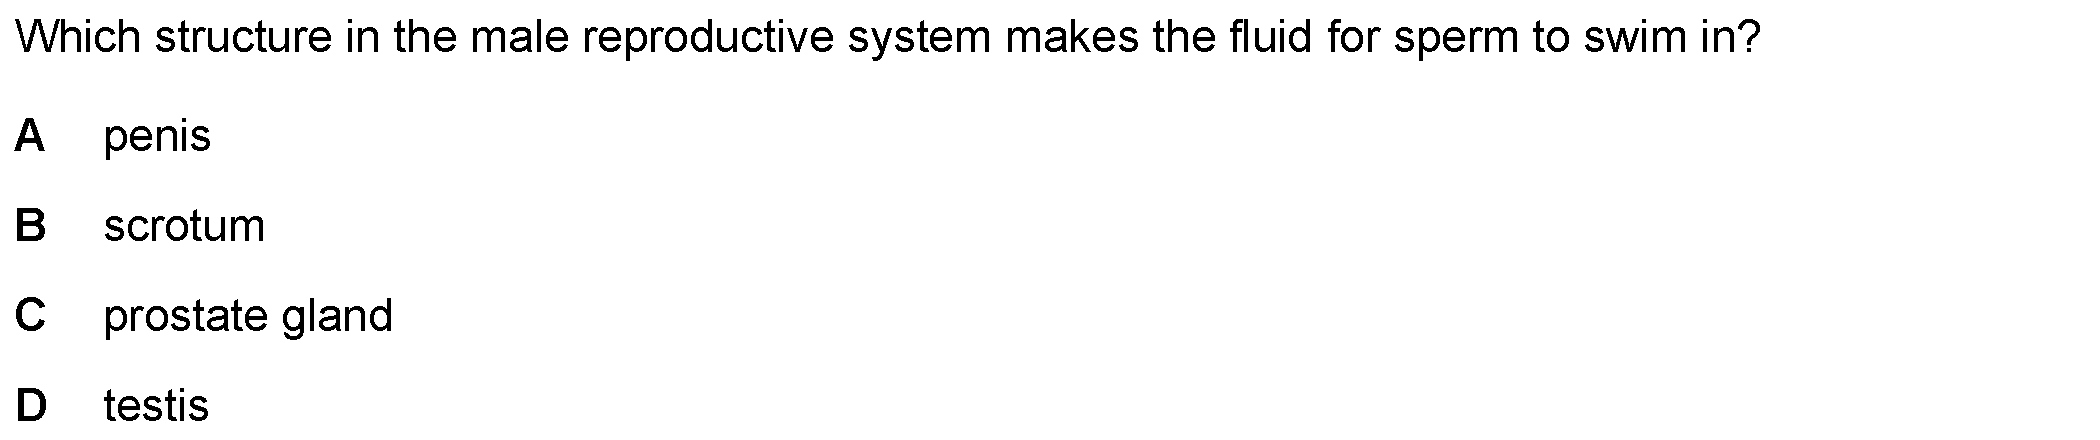 Which structure in the male reproductive system makes the fluid for sperm to swim in?
A penis
B scrotum
C prostate gland
D testis